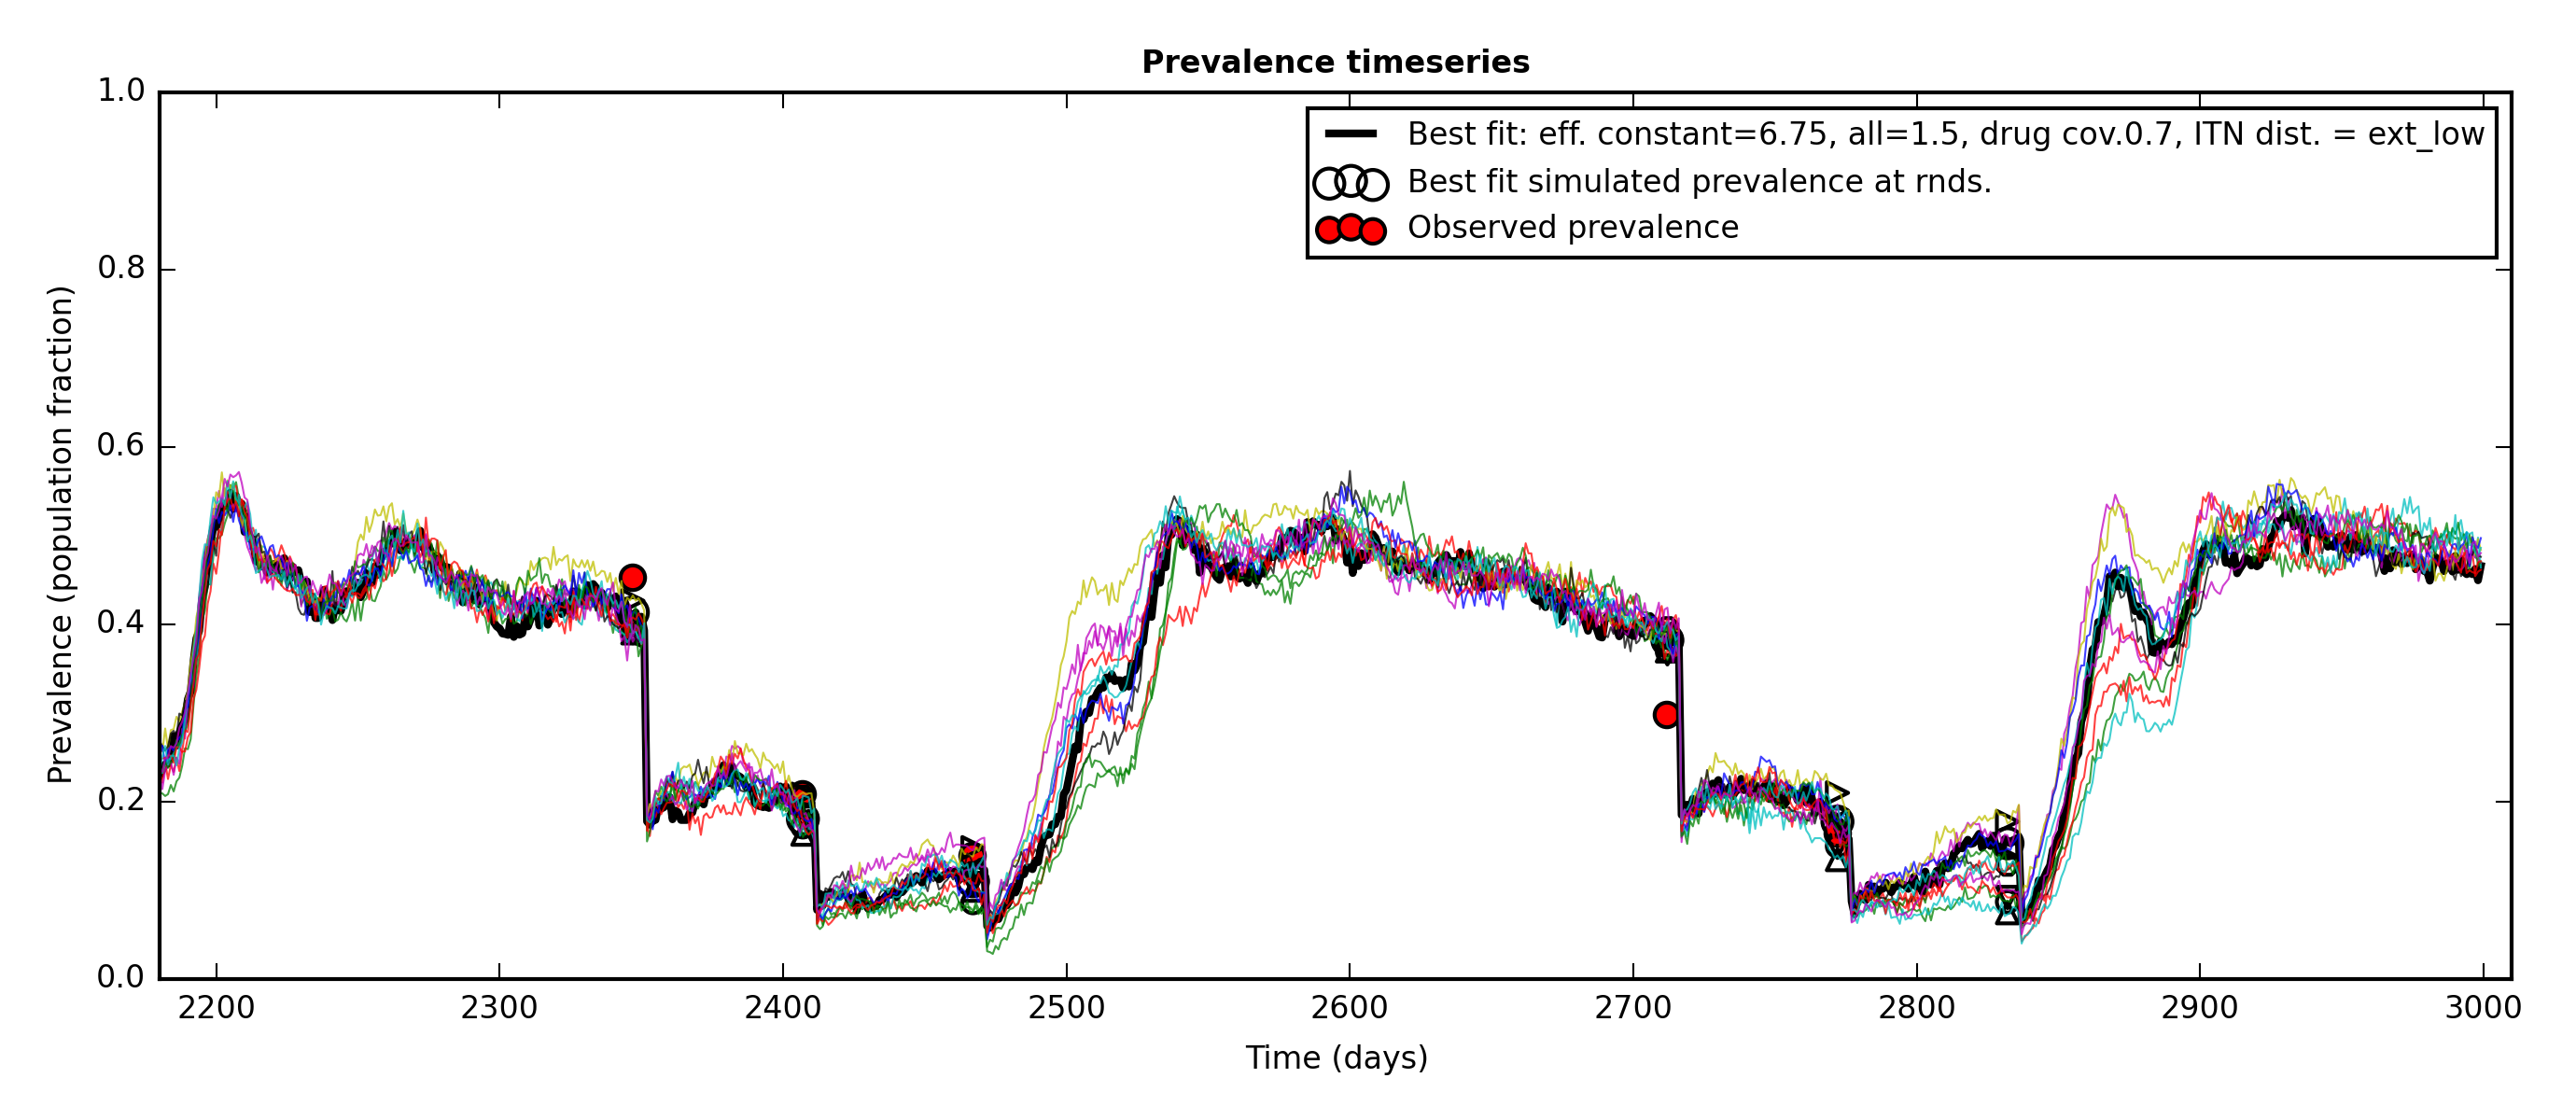 Prevalence timeseries
Best fit: eff. constant=6.75, all=1.5, drug cov.0.7, ITN dist. = ext_low
Best fit simulated prevalence at rnds.
Observed prevalence
Prevalence (population fraction)
1.0
0.8
0.6
0.4
0.2
0.0
2200 2300 2400 2500 2600 2700 2800 2900 3000
Time (days)